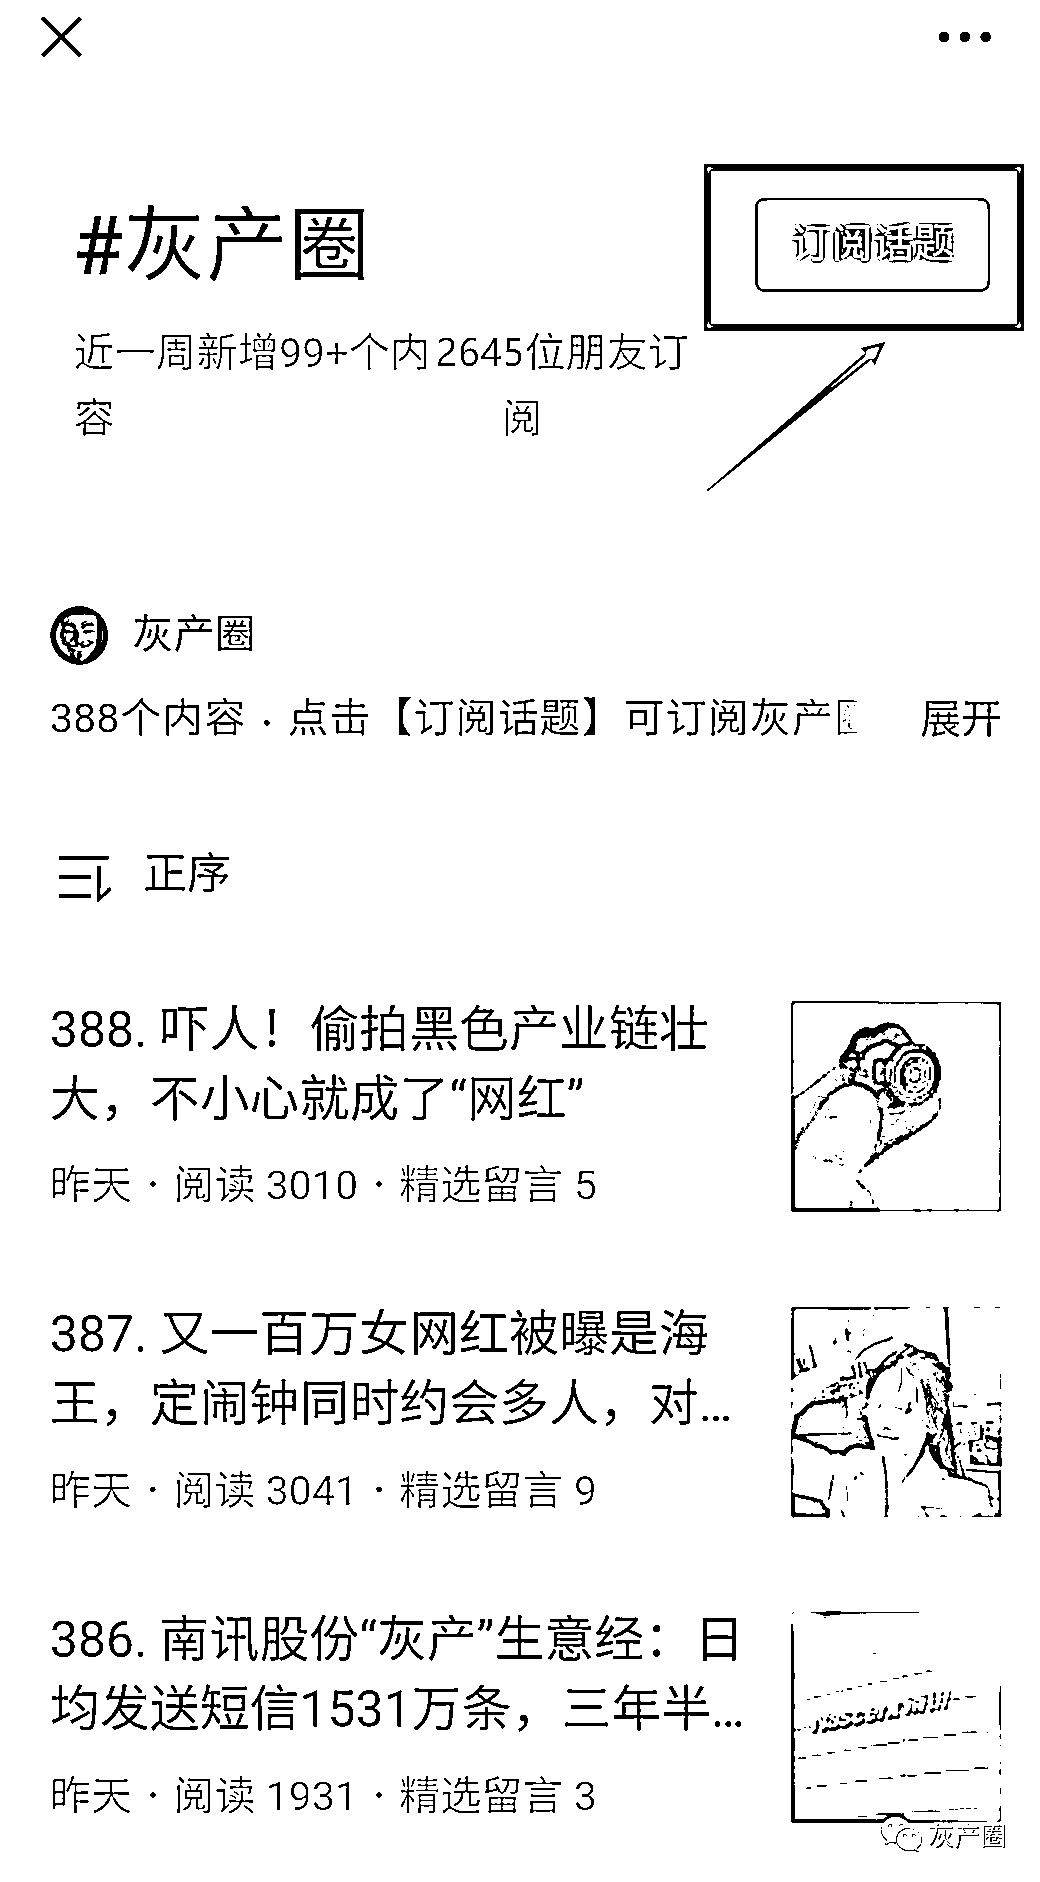 #灰产圈
订阅话题
近一周新增99+个内容
2645位朋友订阅
灰产圈
388个内容 · 点击【订阅话题】可订阅灰产
展开
正序
388. 吓人！偷拍黑色产业链壮
大，不小心就成了“网红”
昨天 · 阅读 3010 · 精选留言 5
387. 又一百万女网红被曝是海
王，定闹钟同时约会多人，对...
昨天 · 阅读 3041 · 精选留言 9
386. 南讯股份“灰产”生意经：日
均发送短信1531万条，三年半...
昨天 · 阅读 1931 · 精选留言 3
灰产圈